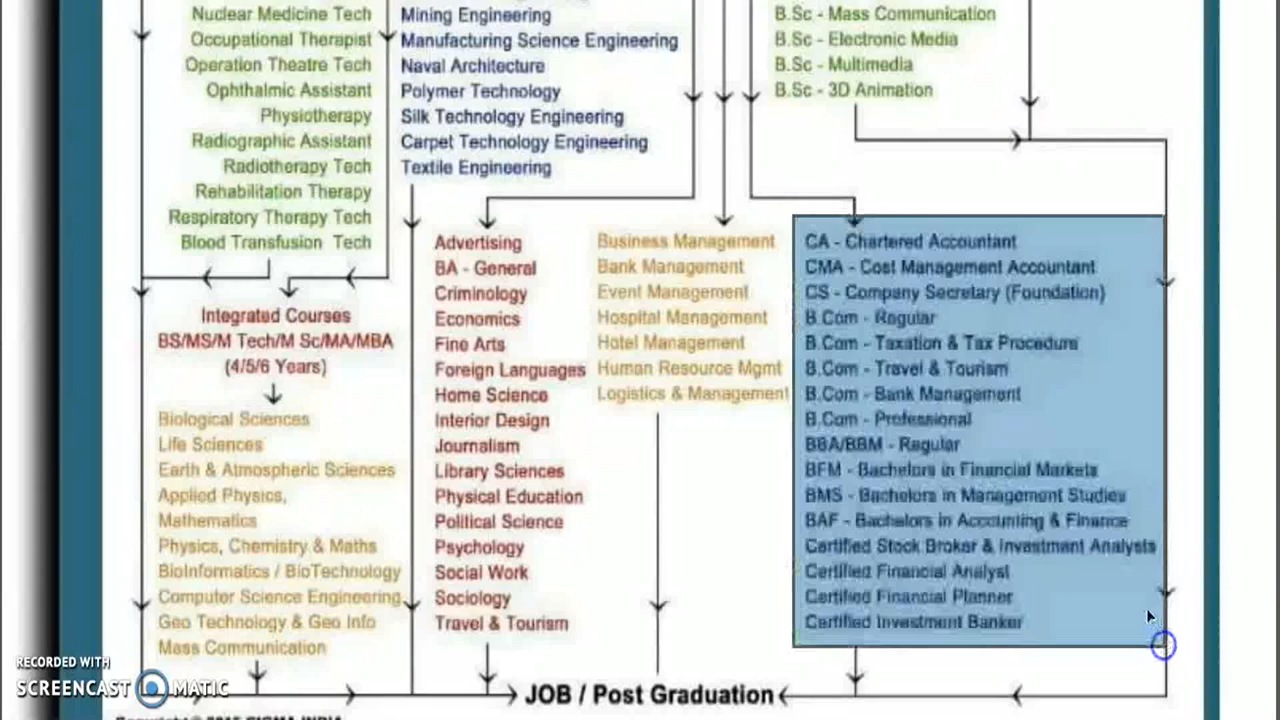 Nuclear Medicine Tech
Occupational Therapist
Operation Theatre Tech
Ophthalmic Assistant
Physiotherapy
Radiographic Assistant
Radiotherapy Tech
Rehabilitation Therapy
Respiratory Therapy Tech
Blood Transfusion Tech
Mining Engineering
Manufacturing Science Engineering
Naval Architecture
Polymer Technology
Silk Technology Engineering
Carpet Technology Engineering
Textile Engineering
B.Sc - Mass Communication
B.Sc - Electronic Media
B.Sc - Multimedia
B.Sc - 3D Animation
Integrated Courses
BS/MS/M Tech/M Sc/MA/MBA
(4/5/6 Years)
Biological Sciences
Life Sciences
Earth & Atmospheric Sciences
Applied Physics,
Mathematics
Physics, Chemistry & Maths
BioInformatics / BioTechnology
Computer Science Engineering
Geo Technology & Geo Info
Mass Communication
Advertising
BA - General
Criminology
Economics
Fine Arts
Foreign Languages
Home Science
Interior Design
Journalism
Library Sciences
Physical Education
Political Science
Psychology
Social Work
Sociology
Travel & Tourism
Business Management
Bank Management
Event Management
Hospital Management
Hotel Management
Human Resource Mgmt
Logistics & Management
CA - Chartered Accountant
CMA - Cost Management Accountant
CS - Company Secretary (Foundation)
B.Com - Regular
B.Com - Taxation & Tax Procedure
B.Com - Travel & Tourism
B.Com - Bank Management
B.Com - Professional
BBA/BBM - Regular
BFM - Bachelors in Financial Markets
BMS - Bachelors in Management Studies
BAF - Bachelors in Accounting & Finance
Certified Stock Broker & Investment Analysts
Certified Financial Analyst
Certified Financial Planner
Certified Investment Banker
JOB / Post Graduation
RECORDED WITH
SCREENCAST MATIC